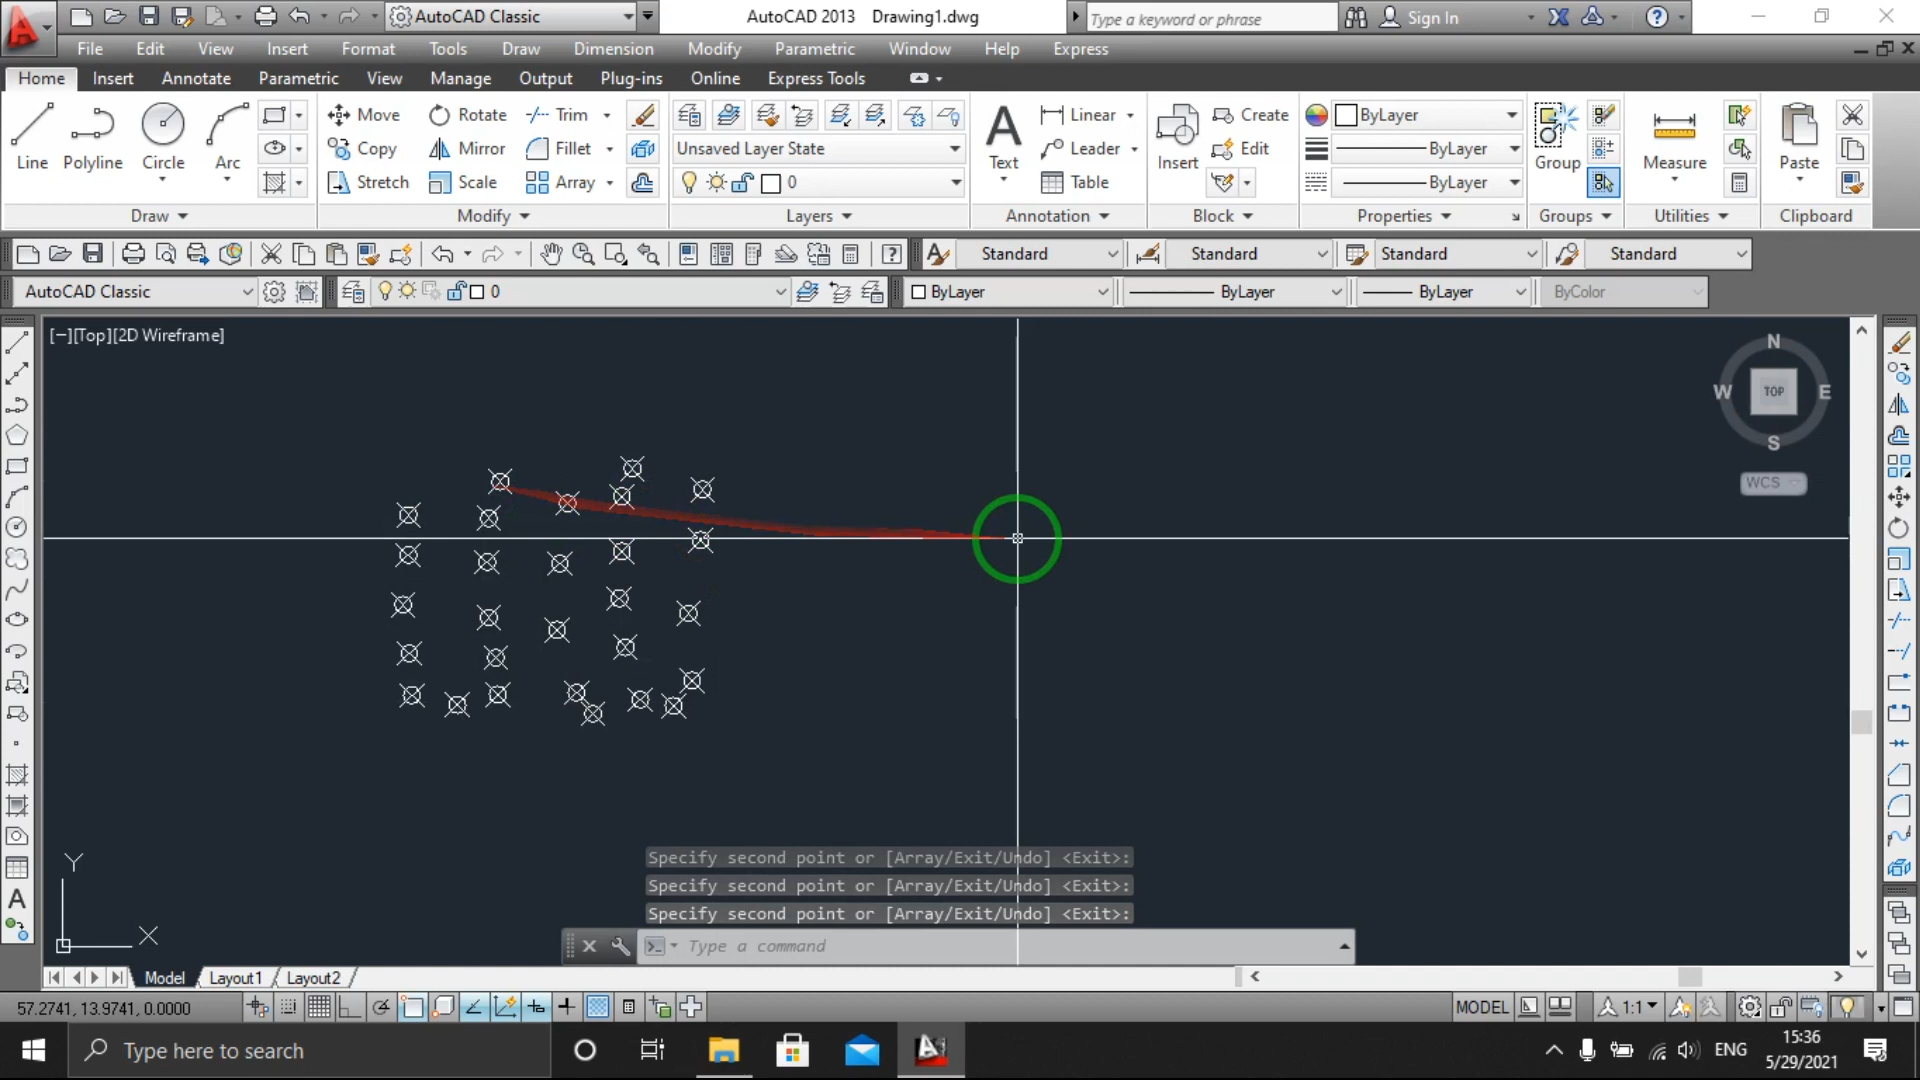 AutoCAD Classic AutoCAD 2013 Drawing1.dwg Type a keyword or phrase Sign In
File Edit View Insert Format Tools Draw Dimension Modify Parametric Window Help Express
Home Insert Annotate Parametric View Manage Output Plug-ins Online Express Tools
Move Rotate Trim Linear Create ByLayer
Line Polyline Circle Arc Copy Mirror Fillet Unsaved Layer State Text Leader Insert Edit ByLayer Group Measure Paste
Stretch Scale Array 0 Table ByLayer
Draw Modify Layers Annotation Block Properties Groups Utilities Clipboard
Standard Standard Standard Standard
AutoCAD Classic 0 ByLayer ByLayer ByLayer ByColor
[−][Top][2D Wireframe]
N
W TOP E
S
WCS
Y
X
Specify second point or [Array/Exit/Undo] <Exit>:
Specify second point or [Array/Exit/Undo] <Exit>:
Specify second point or [Array/Exit/Undo] <Exit>:
Type a command
Model Layout1 Layout2
57.2741, 13.9741, 0.0000 MODEL 1:1
Type here to search ENG 15:36
5/29/2021